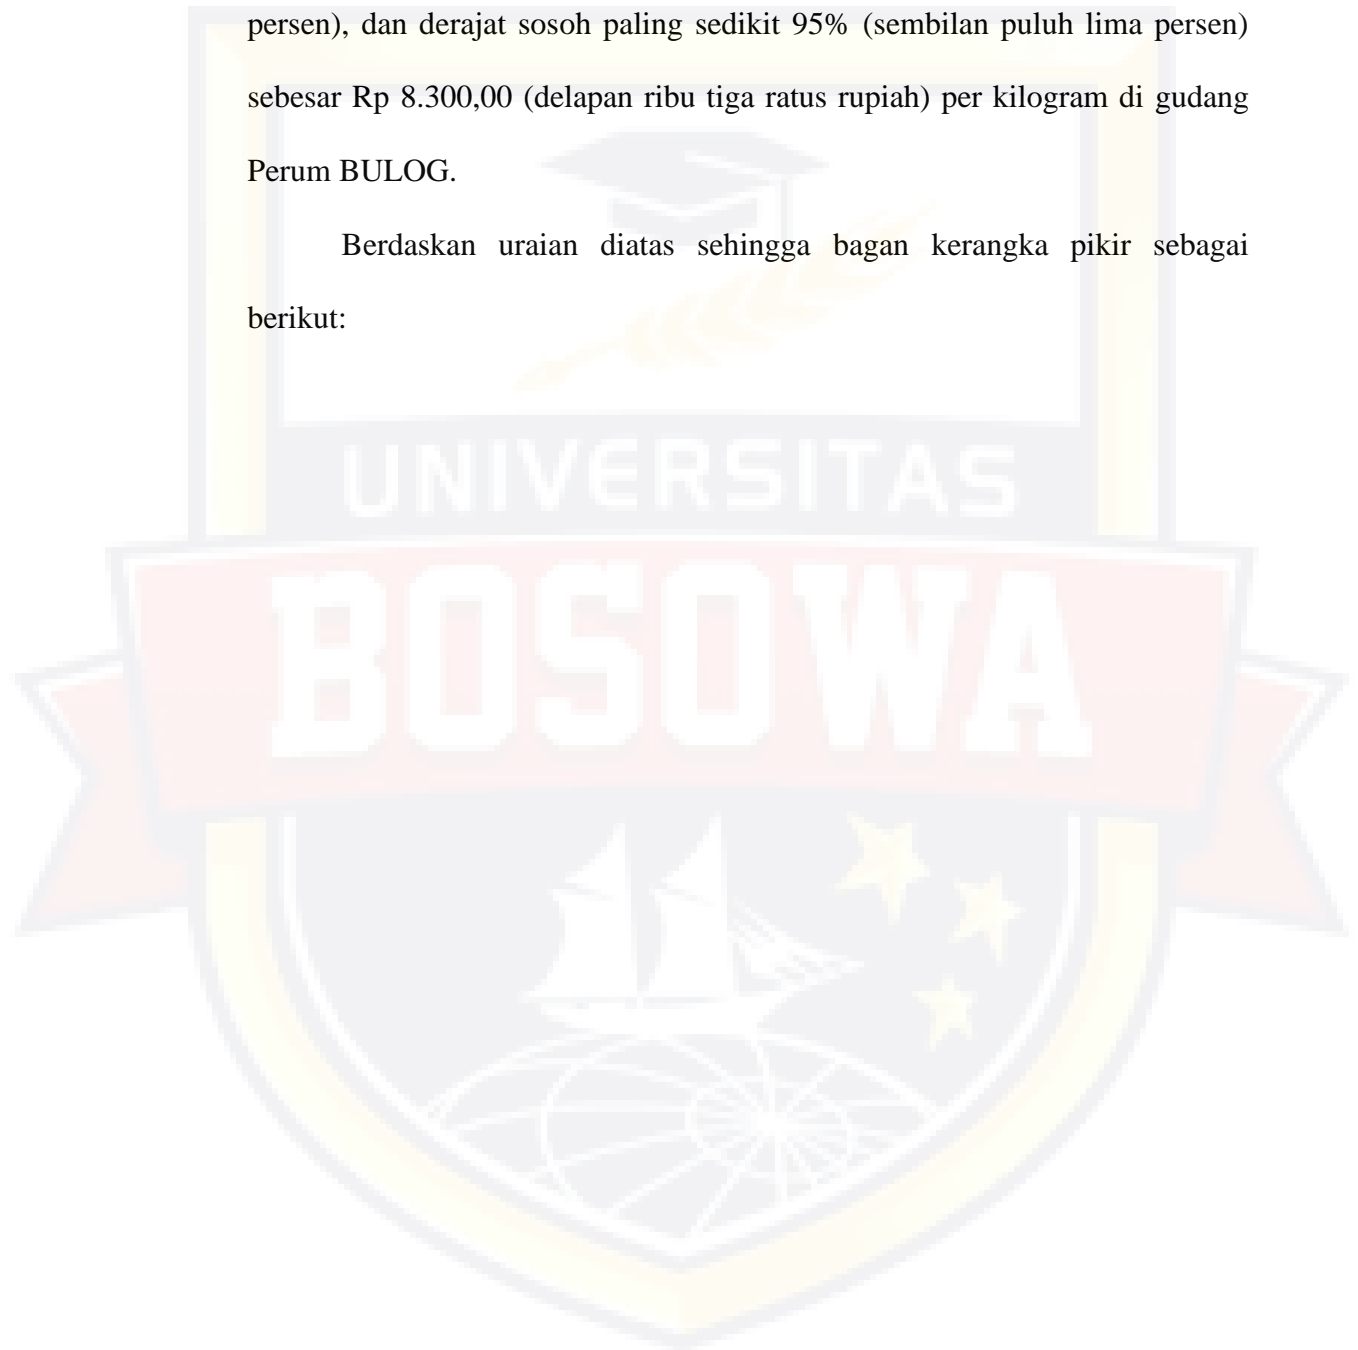 persen), dan derajat sosoh paling sedikit 95% (sembilan puluh lima persen)
sebesar Rp 8.300,00 (delapan ribu tiga ratus rupiah) per kilogram di gudang
Perum BULOG.
Berdaskan uraian diatas sehingga bagan kerangka pikir sebagai
berikut:
UNIVERSITAS
BOSOWA